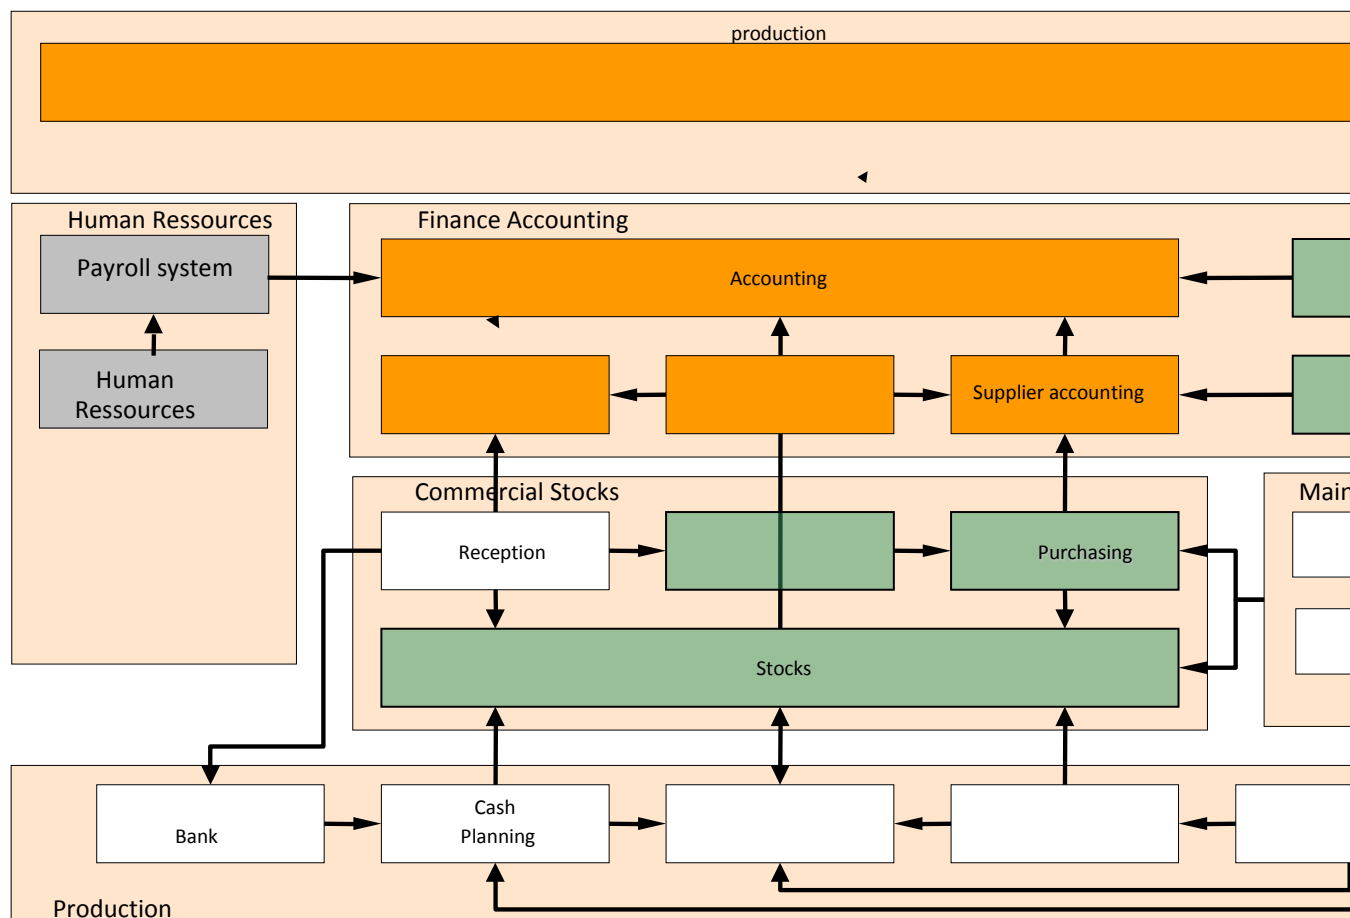 production
Human Ressources
Finance Accounting
Payroll system
Accounting
Human
Ressources
Supplier accounting
Commercial Stocks
Main
Reception
Purchasing
Stocks
Cash
Planning
Bank
Production